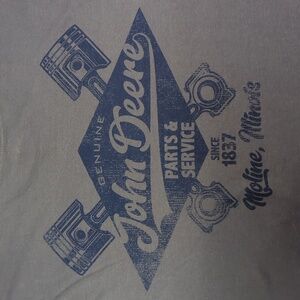 GENUINE
John Deere
PARTS &
SERVICE
SINCE
1837
Moline, Illinois